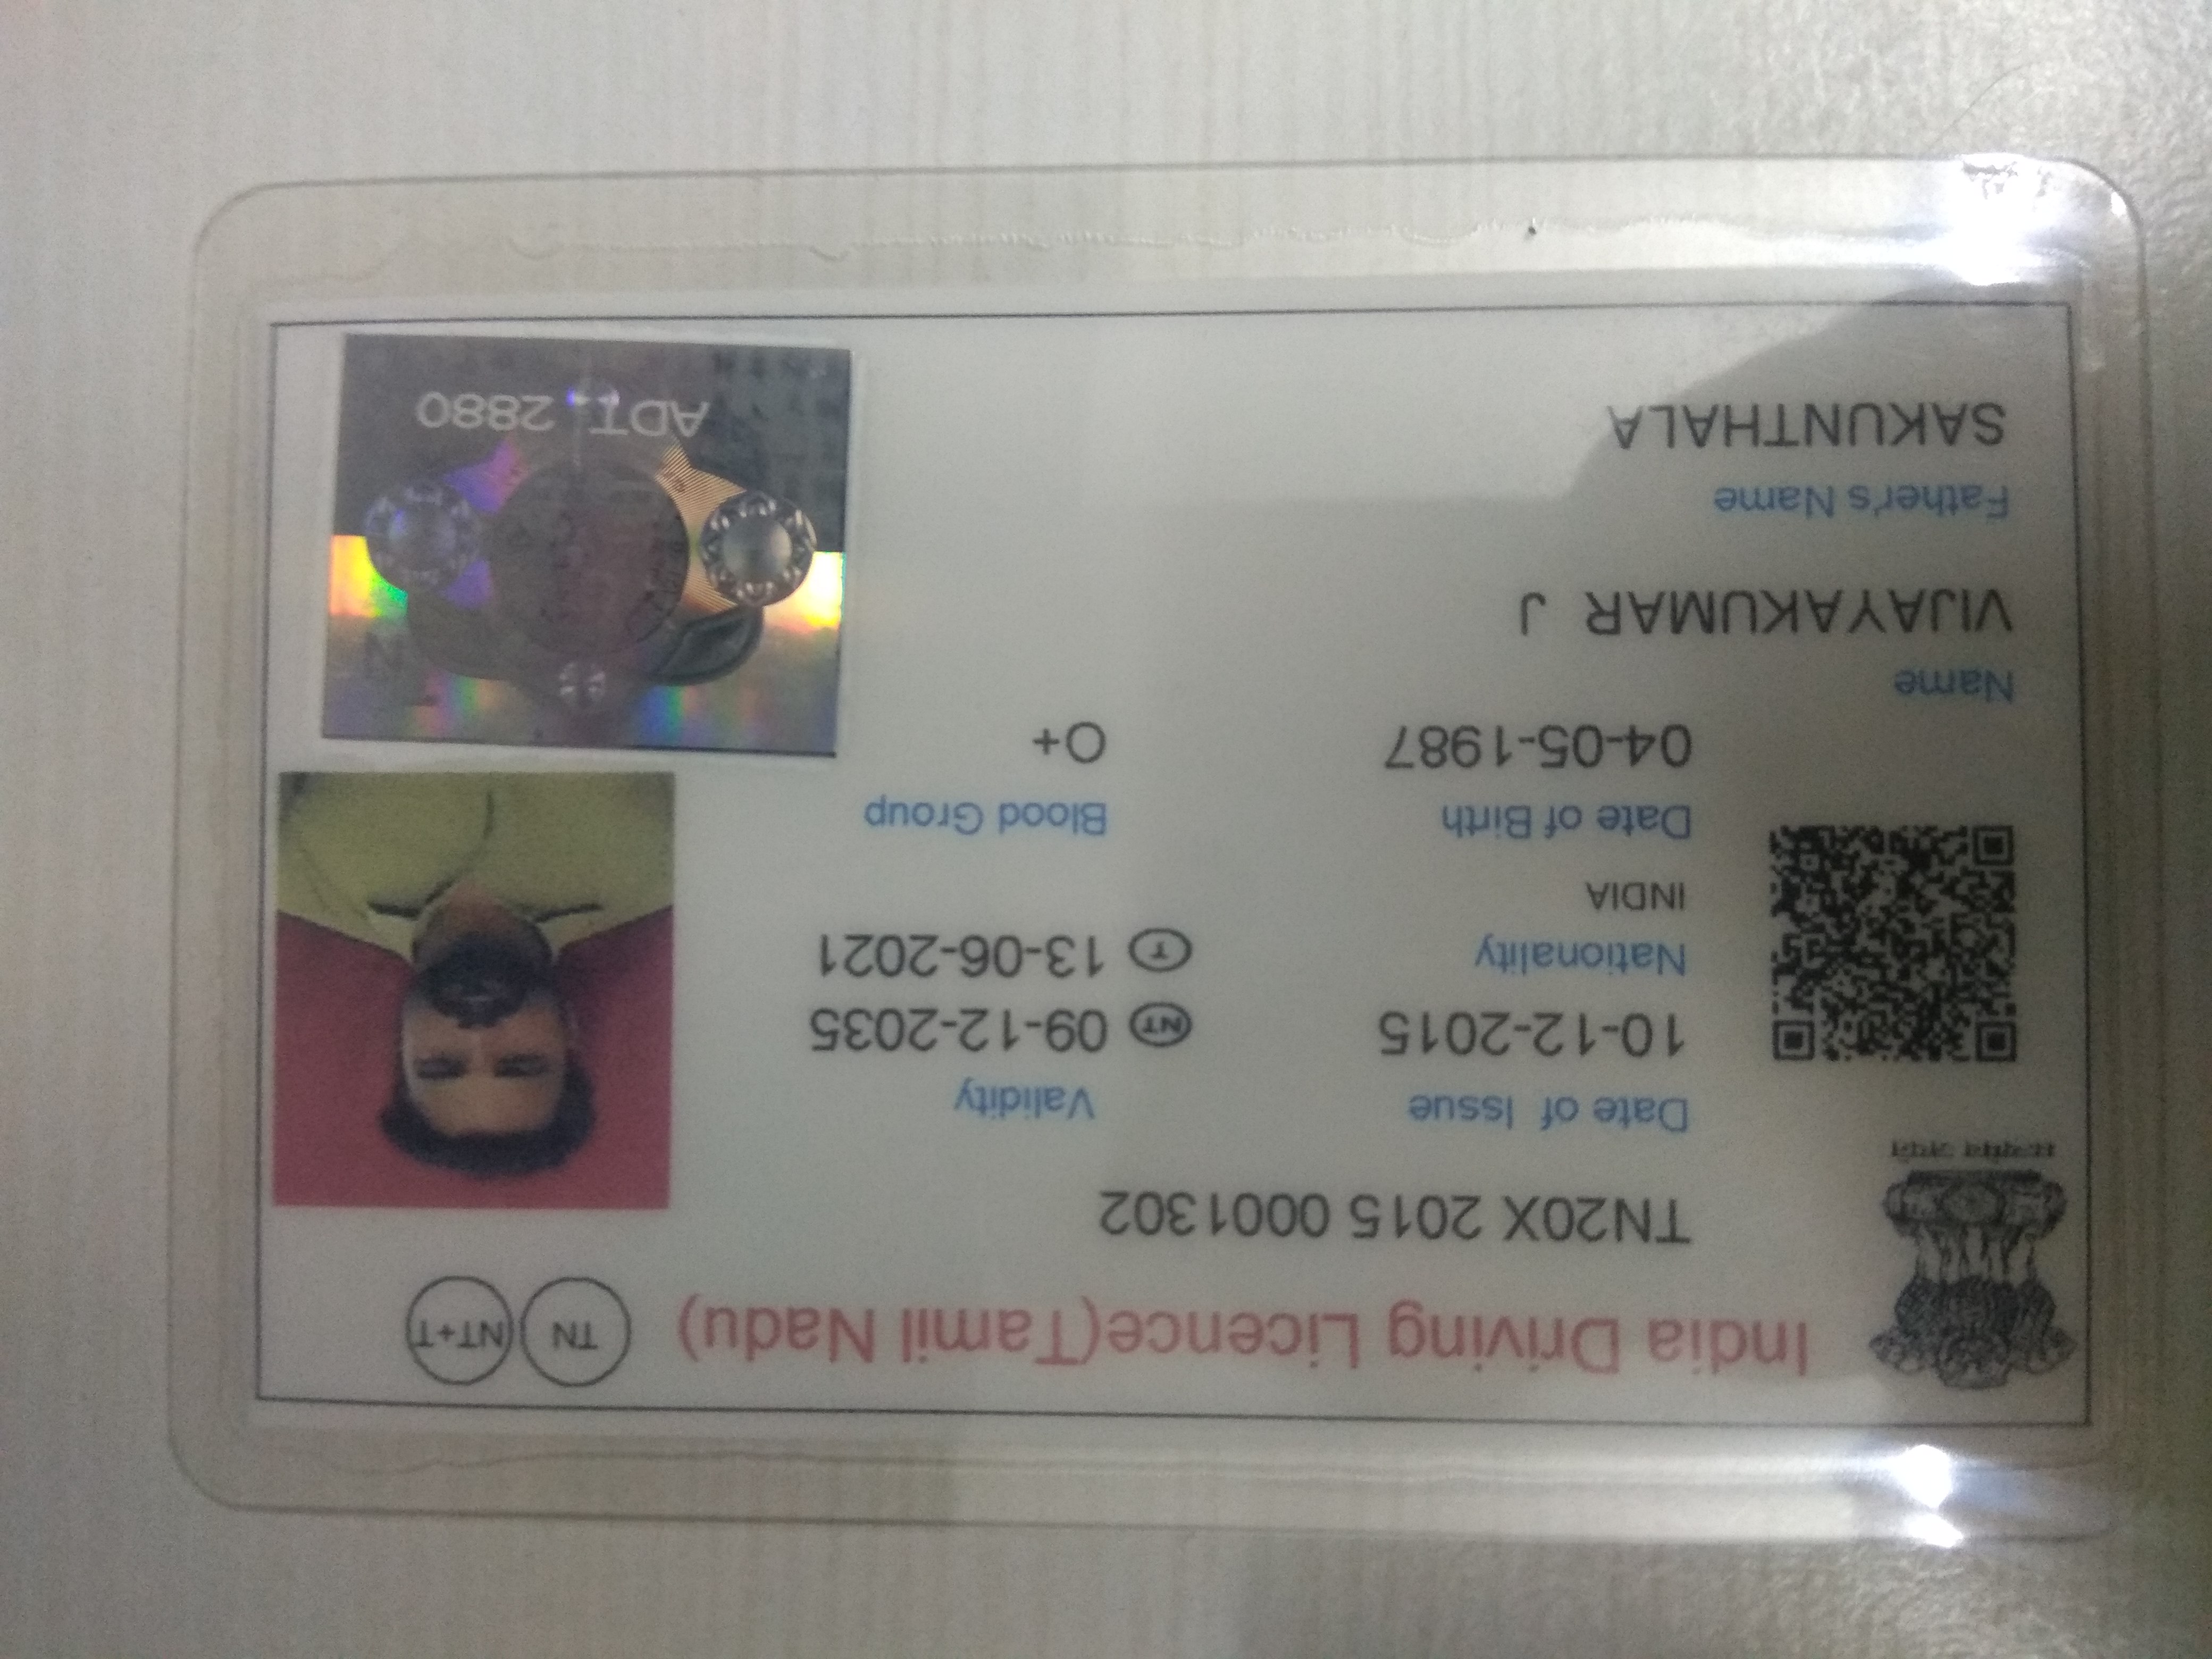 India Driving Licence(Tamil Nadu) TN NT+T
TN20X 2015 0001302
Date of Issue Validity
10-12-2015 NT 09-12-2035
Nationality T 13-06-2021
INDIA
Date of Birth Blood Group
04-05-1987 O+
Name
VIJAYAKUMAR J
Father's Name
SAKUNTHALA
ADT. 2880